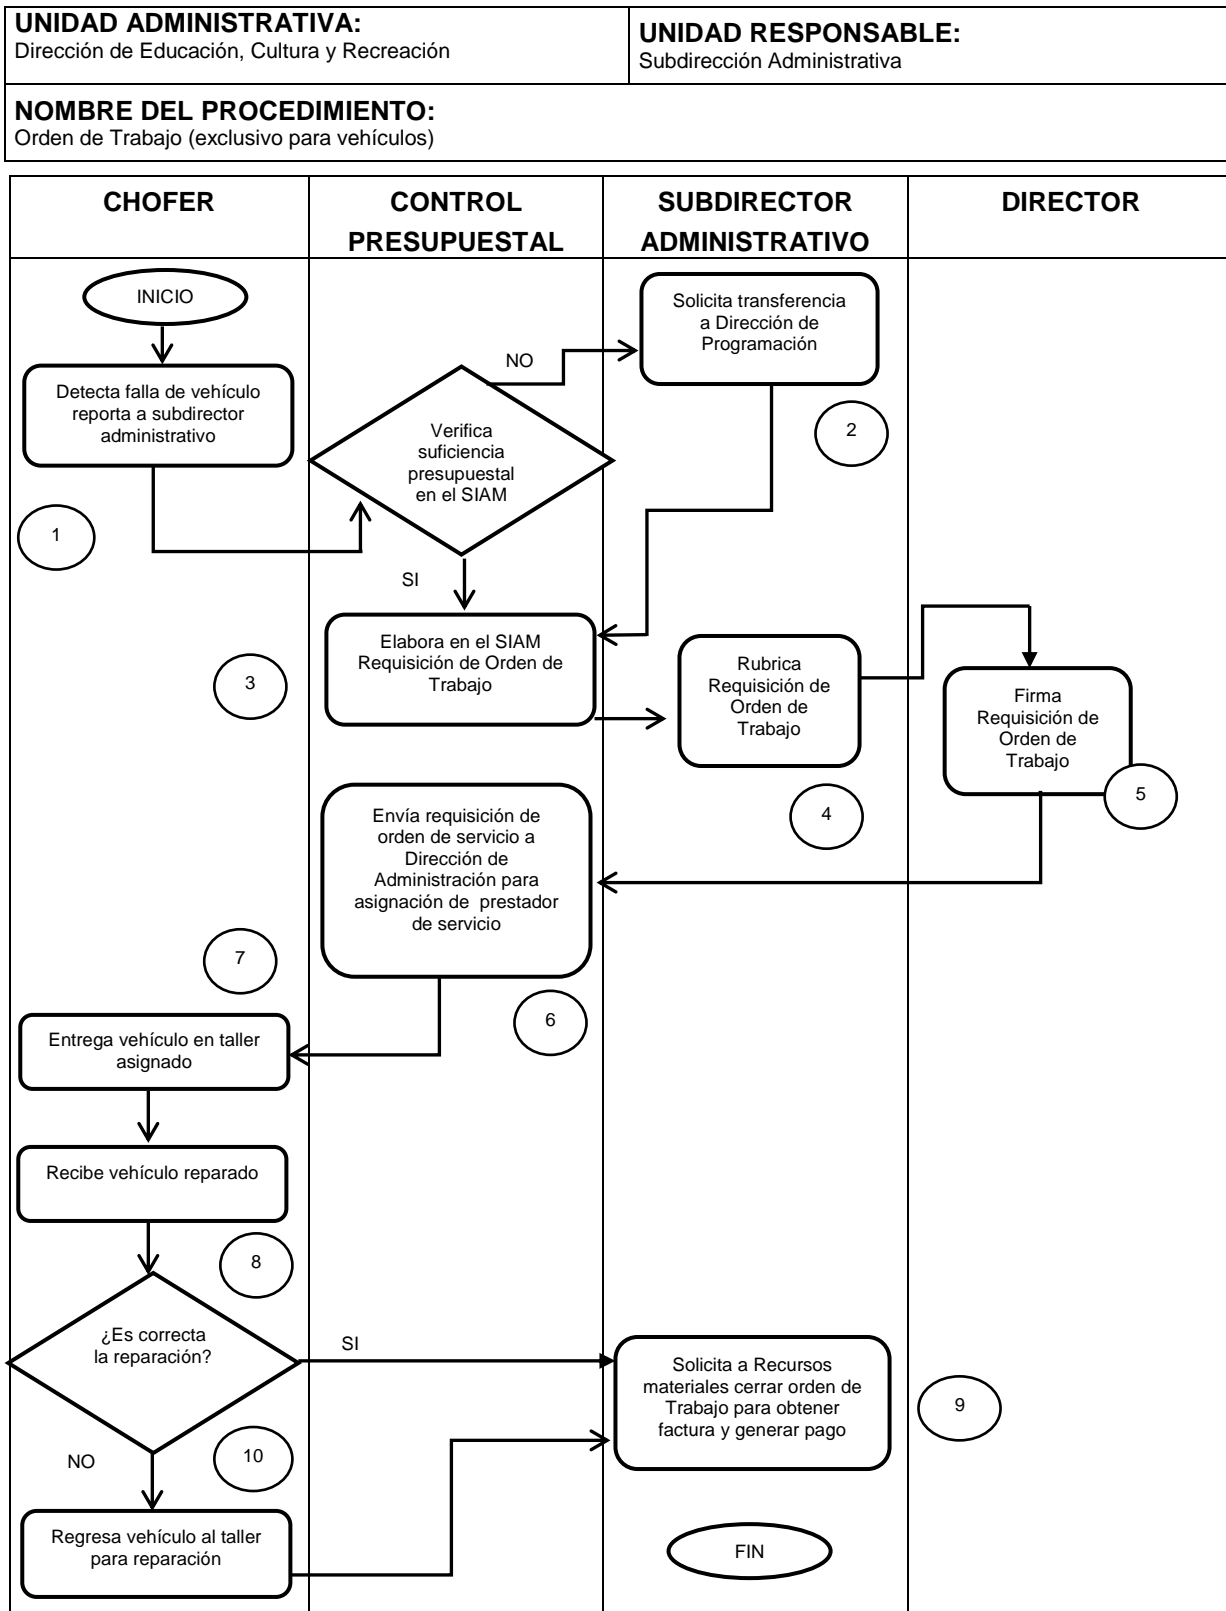 UNIDAD ADMINISTRATIVA:
Dirección de Educación, Cultura y Recreación
UNIDAD RESPONSABLE:
Subdirección Administrativa
NOMBRE DEL PROCEDIMIENTO:
Orden de Trabajo (exclusivo para vehículos)
CHOFER
CONTROL
PRESUPUESTAL
SUBDIRECTOR
ADMINISTRATIVO
DIRECTOR
INICIO
Detecta falla de vehículo
reporta a subdirector
administrativo
1
Verifica
suficiencia
presupuestal
en el SIAM
NO
Solicita transferencia
a Dirección de
Programación
2
SI
3
Elabora en el SIAM
Requisición de Orden de
Trabajo
Rubrica
Requisición de
Orden de
Trabajo
4
Firma
Requisición de
Orden de
Trabajo
5
Envía requisición de
orden de servicio a
Dirección de
Administración para
asignación de  prestador
de servicio
6
7
Entrega vehículo en taller
asignado
Recibe vehículo reparado
8
¿Es correcta
la reparación?
SI
Solicita a Recursos
materiales cerrar orden de
Trabajo para obtener
factura y generar pago
9
NO
10
Regresa vehículo al taller
para reparación
FIN